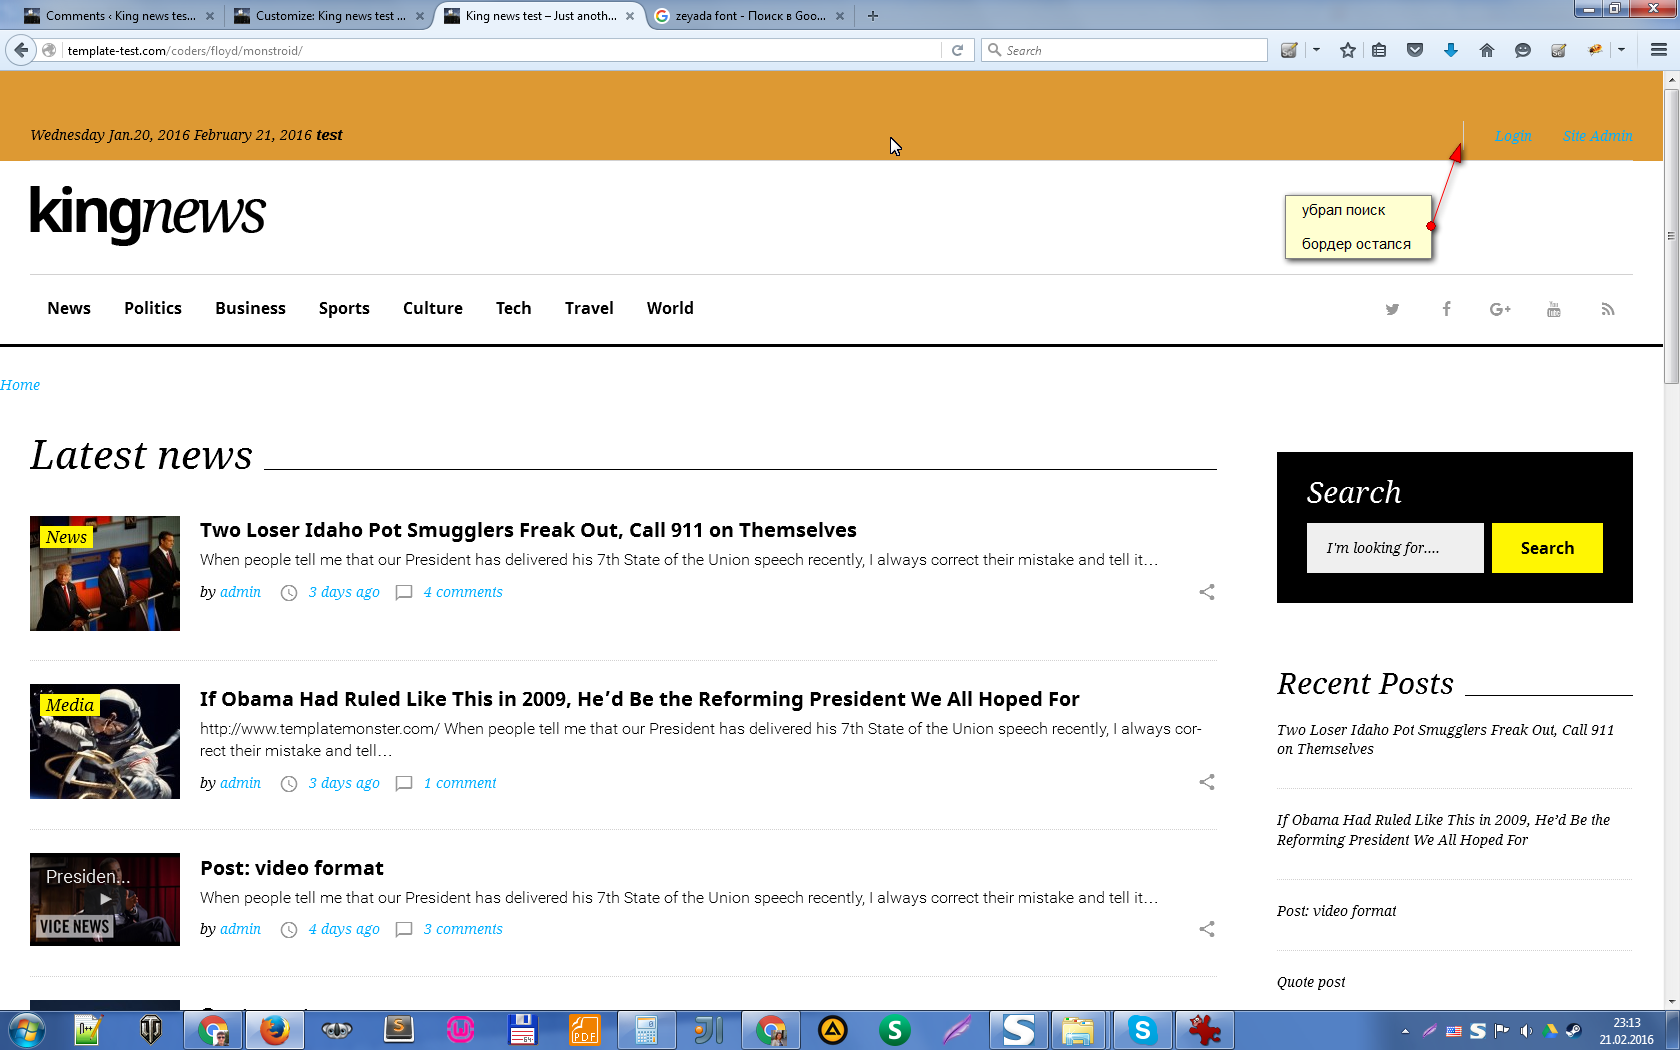 Comments ‹ King news tes...
Customize: King news test ...
King news test – Just anoth...
zeyada font - Поиск в Goo...
template-test.com/coders/floyd/monstroid/
Search
Wednesday Jan.20, 2016 February 21, 2016 test
Login
Site Admin
kingnews
убрал поиск
бордер остался
News
Politics
Business
Sports
Culture
Tech
Travel
World
Home
Latest news
News
Two Loser Idaho Pot Smugglers Freak Out, Call 911 on Themselves
When people tell me that our President has delivered his 7th State of the Union speech recently, I always correct their mistake and tell it…
by admin
3 days ago
4 comments
Media
If Obama Had Ruled Like This in 2009, He’d Be the Reforming President We All Hoped For
http://www.templatemonster.com/ When people tell me that our President has delivered his 7th State of the Union speech recently, I always cor-
rect their mistake and tell…
by admin
3 days ago
1 comment
Presiden...
VICE NEWS
Post: video format
When people tell me that our President has delivered his 7th State of the Union speech recently, I always correct their mistake and tell it…
by admin
4 days ago
3 comments
Search
I'm looking for....
Search
Recent Posts
Two Loser Idaho Pot Smugglers Freak Out, Call 911
on Themselves
If Obama Had Ruled Like This in 2009, He’d Be the
Reforming President We All Hoped For
Post: video format
Quote post
23:13
21.02.2016